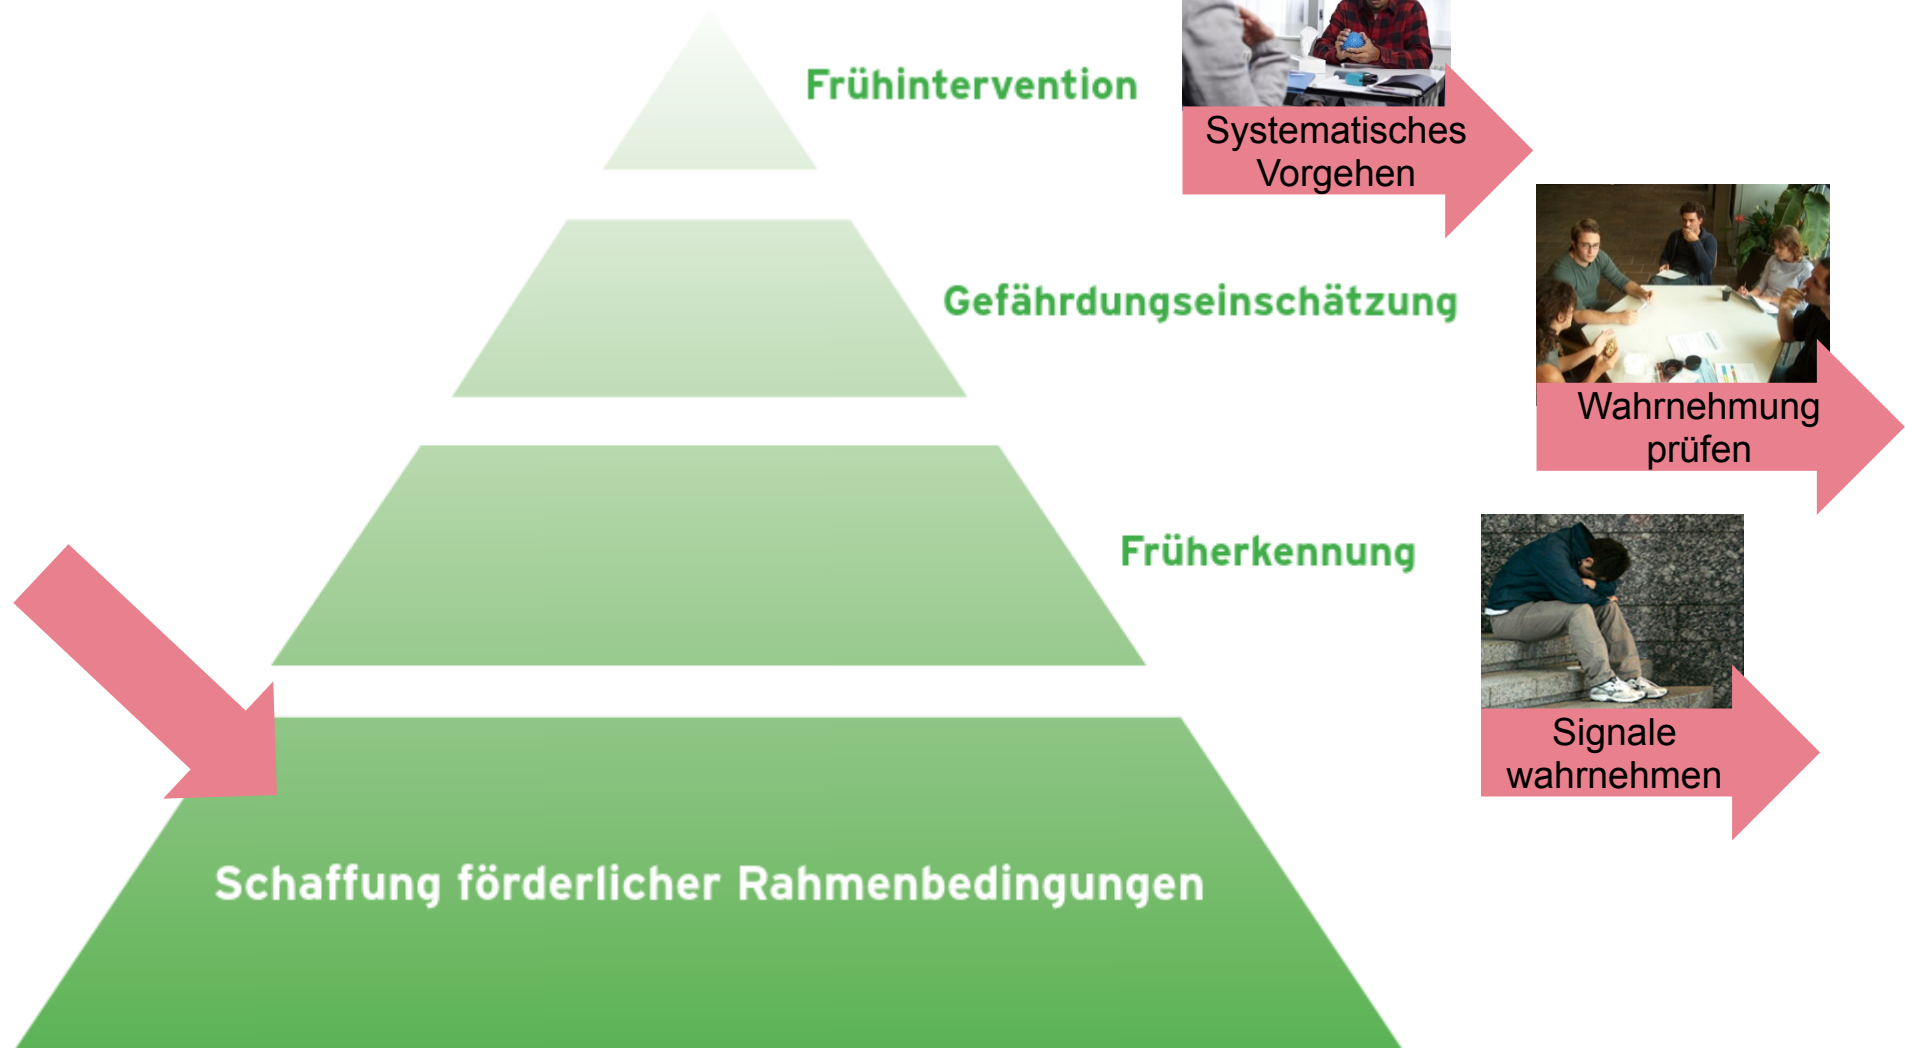 Frühintervention
Systematisches
Vorgehen
Gefährdungseinschätzung
Wahrnehmung
prüfen
Früherkennung
Signale
wahrnehmen
Schaffung förderlicher Rahmenbedingungen